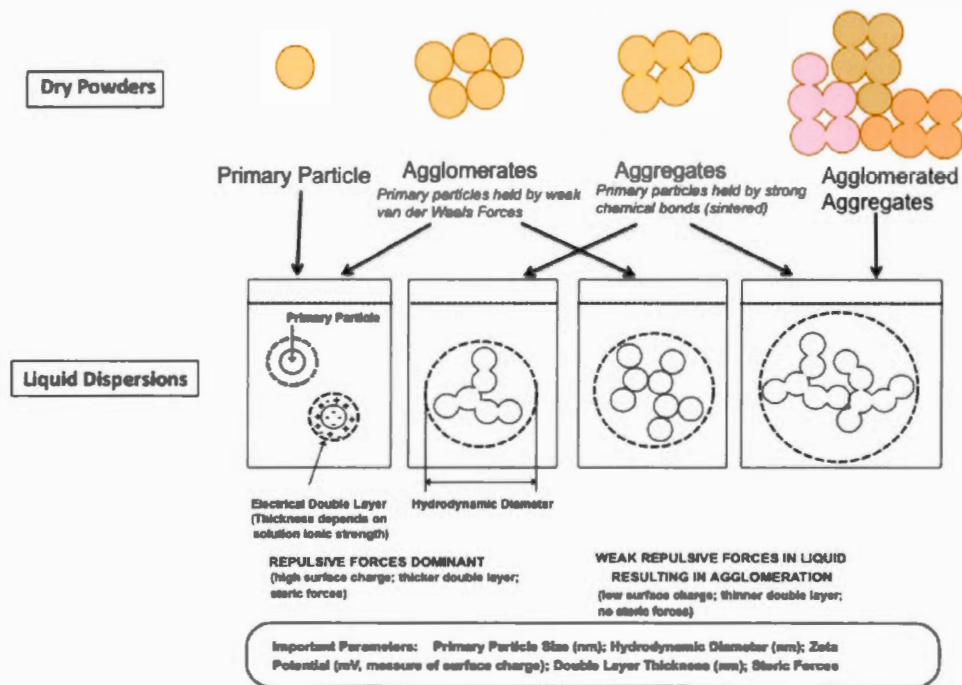 Dry Powders
Primary Particle
Agglomerates
Primary particles held by weak
van der Waals Forces
Aggregates
Primary particles held by strong
chemical bonds (sintered)
Agglomerated
Aggregates
Liquid Dispersions
Primary Particle
Electrical Double Layer
(Thickness depends on
solution ionic strength)
Hydrodynamic Diameter
REPULSIVE FORCES DOMINANT
(high surface charge; thicker double layer;
steric forces)
WEAK REPULSIVE FORCES IN LIQUID
RESULTING IN AGGLOMERATION
(low surface charge; thinner double layer;
no steric forces)
Important Parameters: Primary Particle Size (nm); Hydrodynamic Diameter (nm); Zeta
Potential (mV, measure of surface charge); Double Layer Thickness (nm); Steric Forces